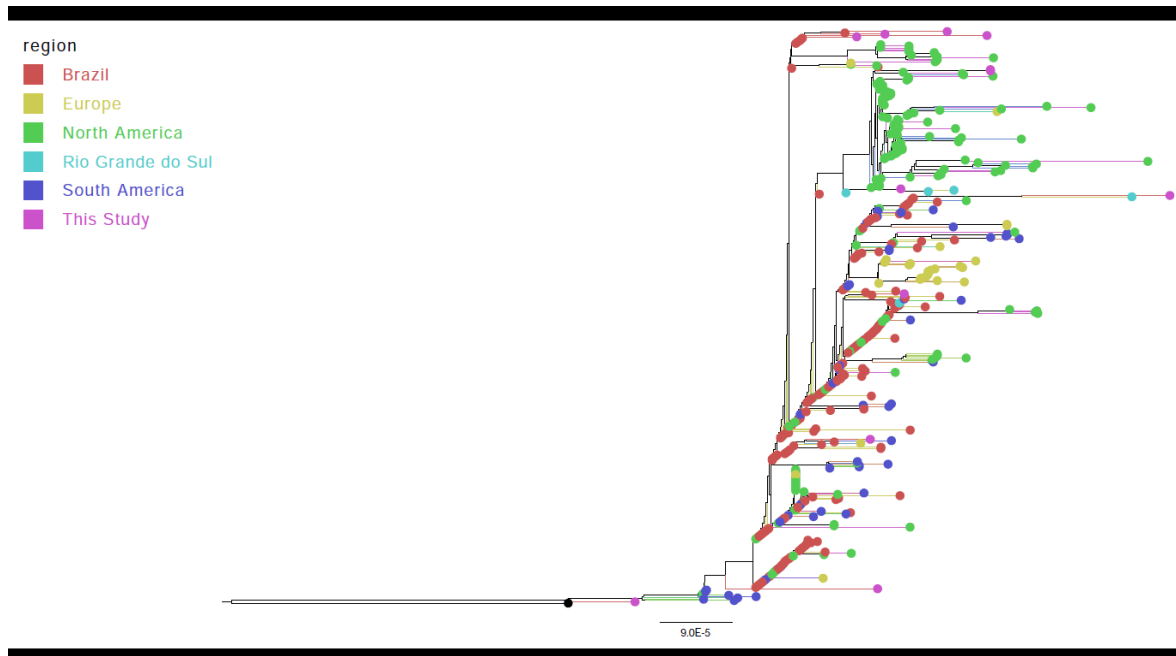 region
Brazil
Europe
North America
Rio Grande do Sul
South America
This Study
9.0E-5